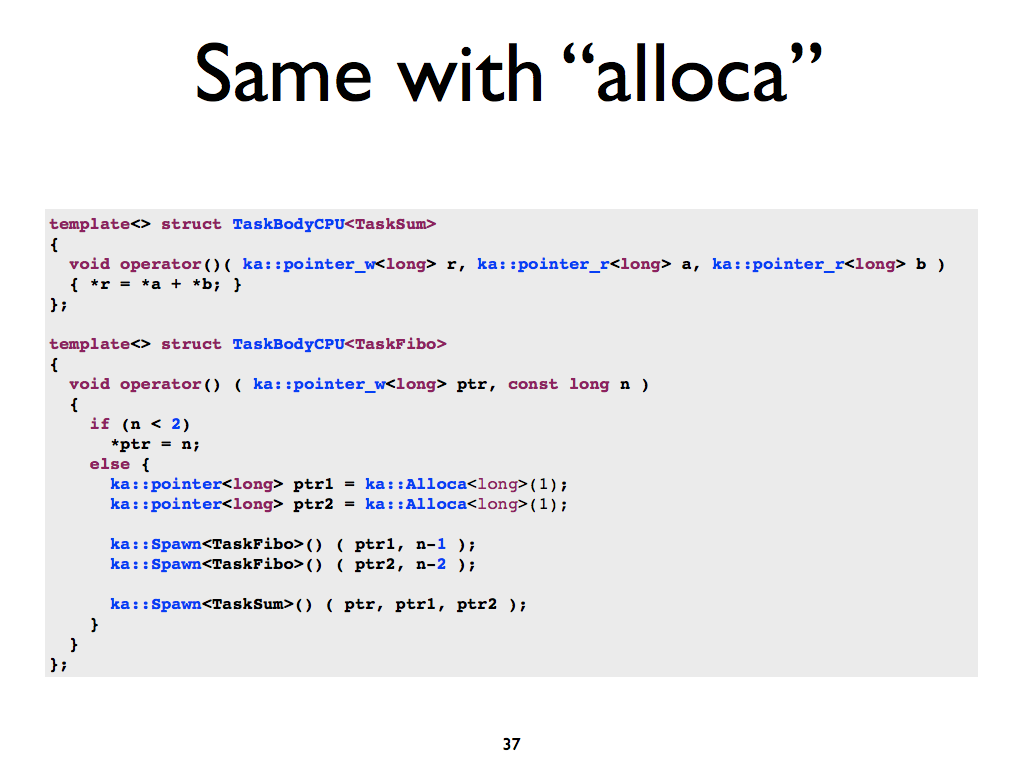 Same with “alloca”
template<> struct TaskBodyCPU<TaskSum>
{
  void operator()( ka::pointer_w<long> r, ka::pointer_r<long> a, ka::pointer_r<long> b )
  { *r = *a + *b; }
};
template<> struct TaskBodyCPU<TaskFibo>
{
  void operator() ( ka::pointer_w<long> ptr, const long n )
  {
    if (n < 2)
      *ptr = n;
    else {
      ka::pointer<long> ptr1 = ka::Alloca<long>(1);
      ka::pointer<long> ptr2 = ka::Alloca<long>(1);
      ka::Spawn<TaskFibo>() ( ptr1, n-1 );
      ka::Spawn<TaskFibo>() ( ptr2, n-2 );
      ka::Spawn<TaskSum>() ( ptr, ptr1, ptr2 );
    }
  }
};
37